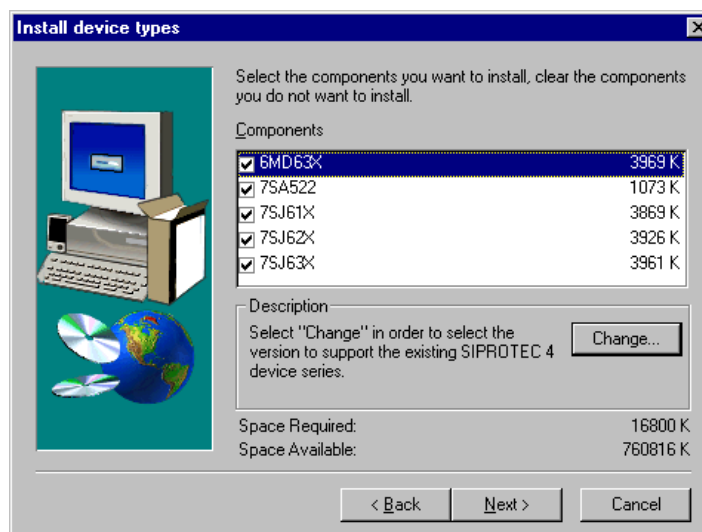 Install device types
Select the components you want to install, clear the components
you do not want to install.
Components
6MD63X 3969 K
7SA522 1073 K
7SJ61X 3869 K
7SJ62X 3926 K
7SJ63X 3961 K
Description
Select "Change" in order to select the
version to support the existing SIPROTEC 4
device series.
Change...
Space Required: 16800 K
Space Available: 760816 K
< Back Next > Cancel